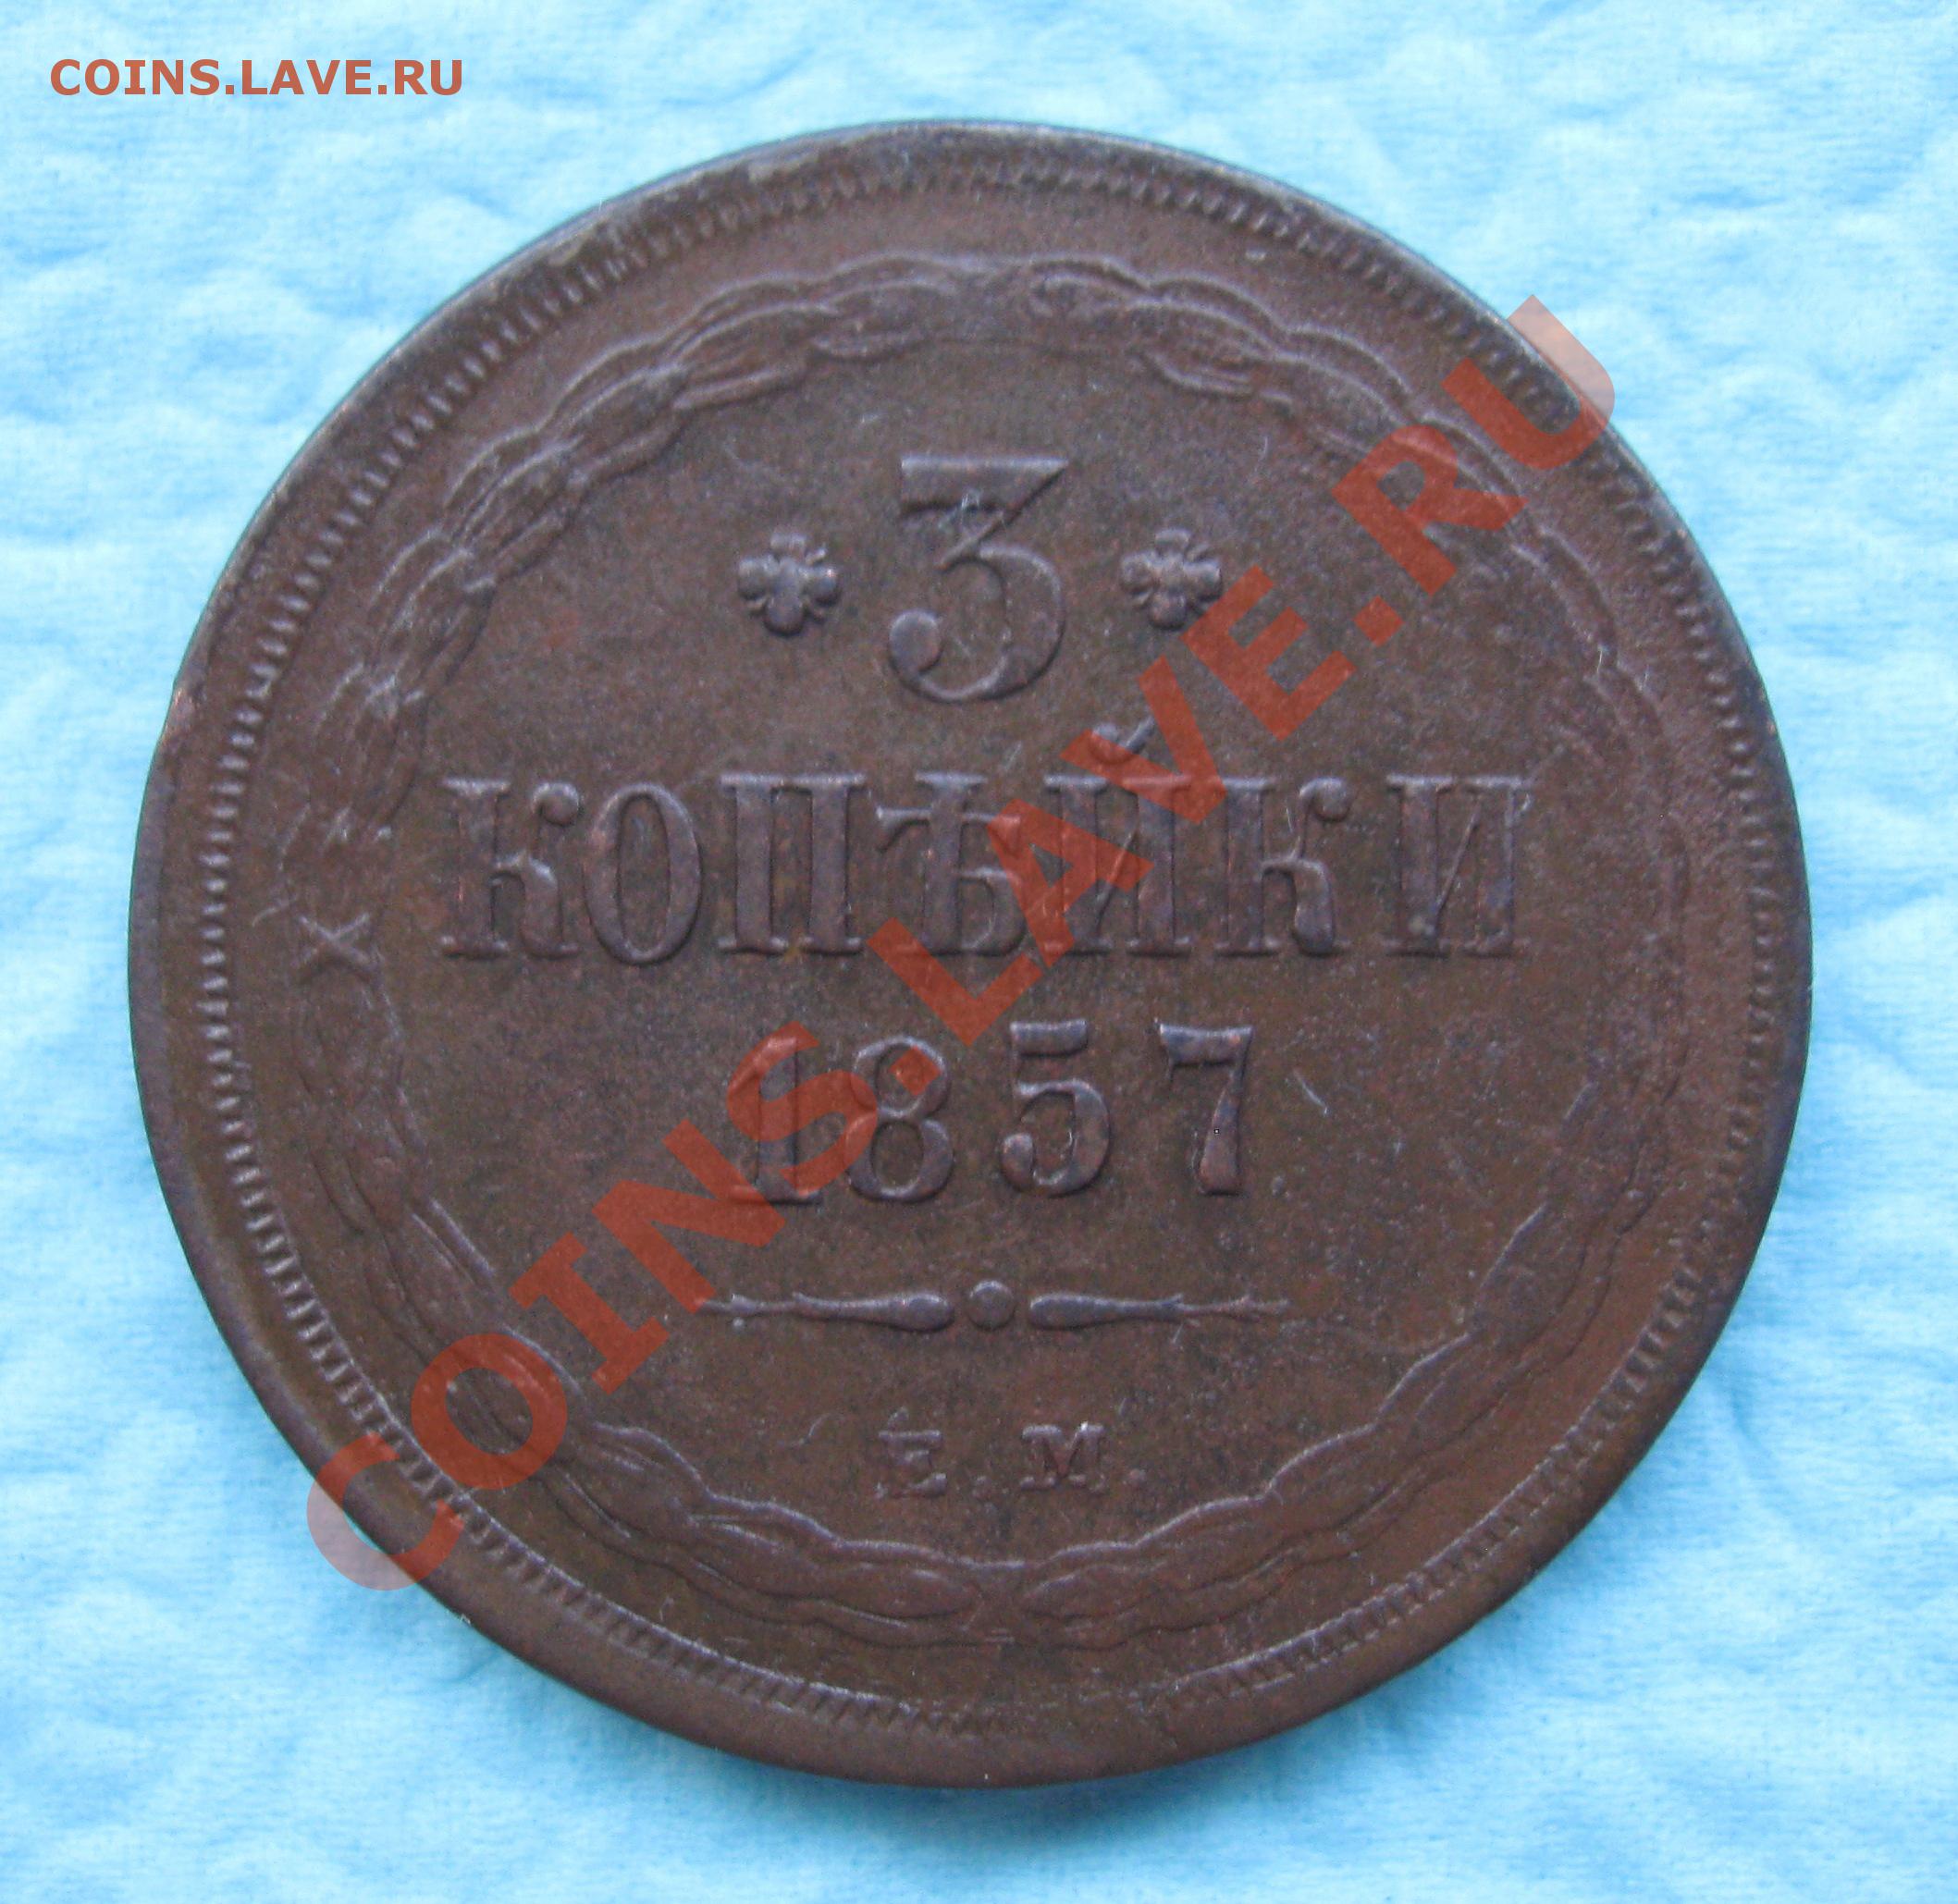 COINS.LAVE.RU
3
КОПѢЙКИ
1857
Е.М.
COINS.LAVE.RU